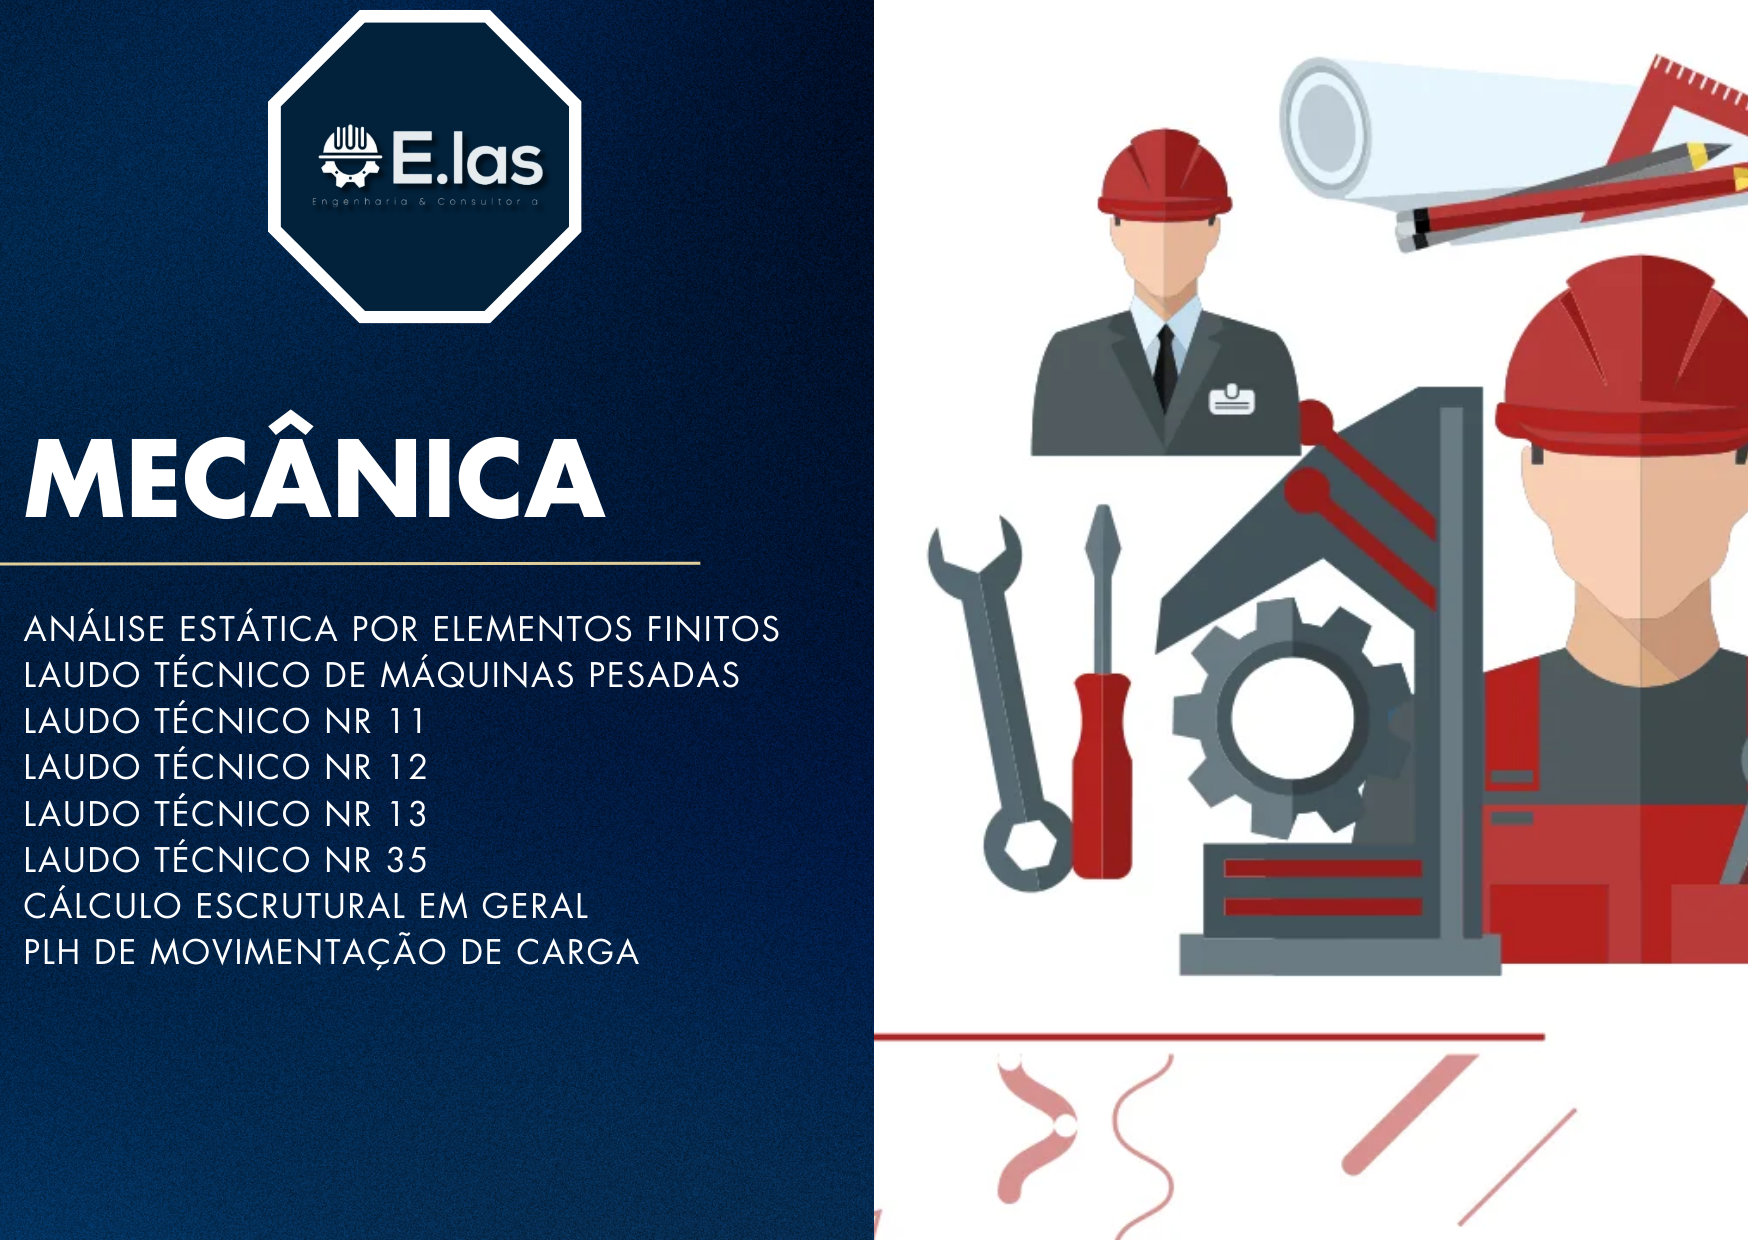 E.las
Engenharia & Consultor a
MECÂNICA
ANÁLISE ESTÁTICA POR ELEMENTOS FINITOS
LAUDO TÉCNICO DE MÁQUINAS PESADAS
LAUDO TÉCNICO NR 11
LAUDO TÉCNICO NR 12
LAUDO TÉCNICO NR 13
LAUDO TÉCNICO NR 35
CÁLCULO ESCRUTURAL EM GERAL
PLH DE MOVIMENTAÇÃO DE CARGA